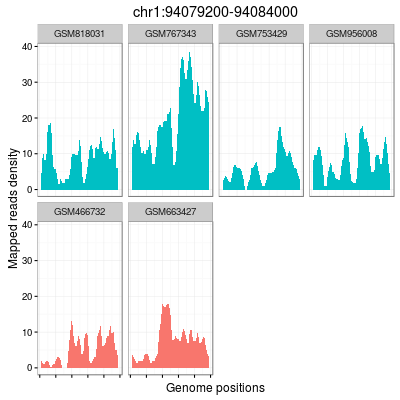 chr1:94079200-94084000
GSM818031 GSM767343 GSM753429 GSM956008
40
30
20
10
0
Mapped reads density
GSM466732 GSM663427
40
30
20
10
0
Genome positions